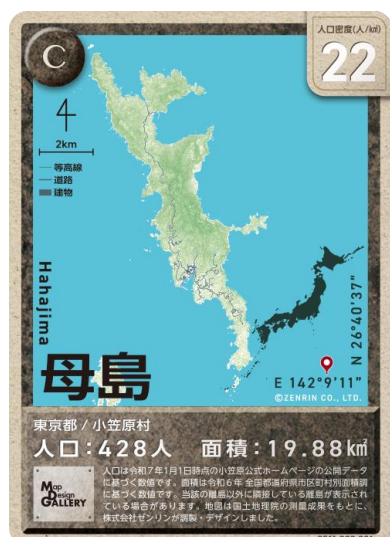 C
人口密度(人/㎢)
22
4
2km
等高線
道路
建物
Hahajima
母島
N 26°40'37"
E 142°9'11"
©ZENRIN CO., LTD.
東京都/小笠原村
人口:428人 面積:19.88㎢
Map Design GALLERY
人口は令和7年1月1日時点の小笠原公式ホームページの公開データ
に基づく数値です。面積は令和6年 全国都道府県市区町村別面積調
に基づく数値です。当該の離島以外に隣接している離島が表示され
ている場合があります。地図は国土地理院の測量成果をもとに、
株式会社ゼンリンが調製・デザインしました。